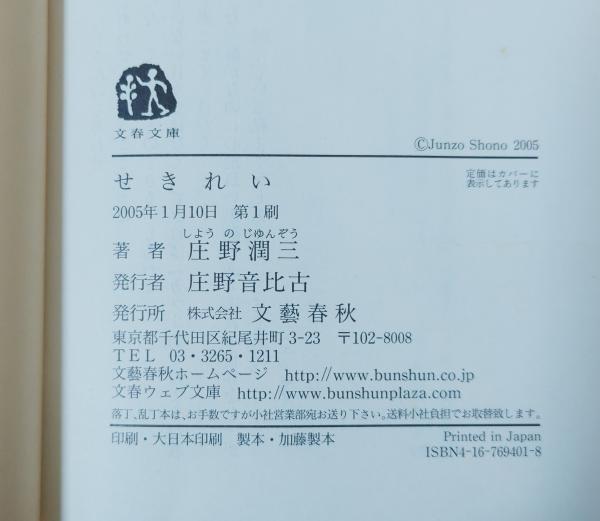 文春文庫
©Junzo Shono 2005
せきれい
定価はカバーに
表示してあります
2005年1月10日 第1刷
しよう の じゆんぞう
著 者 庄野潤三
発行者 庄野音比古
発行所 株式会社 文藝春秋
東京都千代田区紀尾井町3-23 〒102-8008
TEL 03・3265・1211
文藝春秋ホームページ http://www.bunshun.co.jp
文春ウェブ文庫 http://www.bunshunplaza.com
落丁、乱丁本は、お手数ですが小社営業部宛お送り下さい。送料小社負担でお取替致します。
印刷・大日本印刷 製本・加藤製本
Printed in Japan
ISBN4-16-769401-8